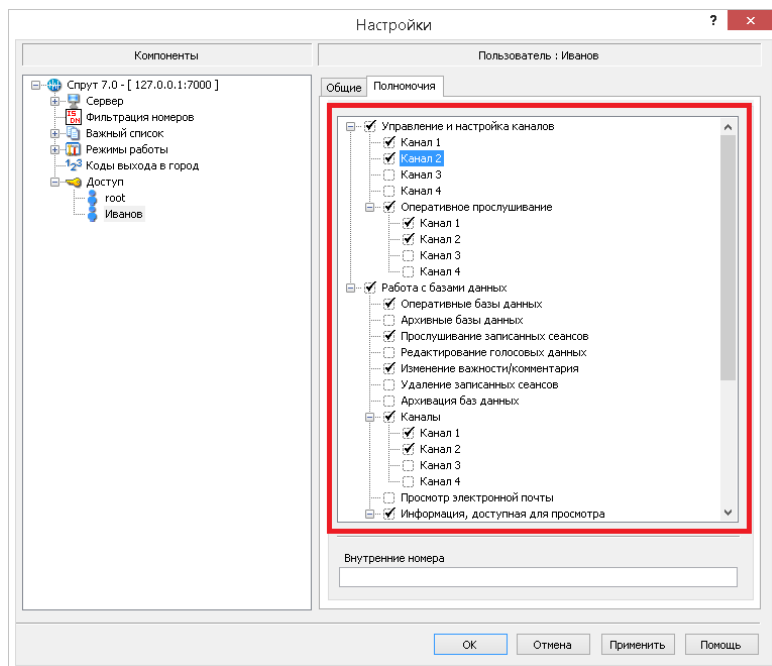 Настройки
?
×
Компоненты
Пользователь : Иванов
Спрут 7.0 - [ 127.0.0.1:7000 ]
Сервер
IS
DN
Фильтрация номеров
Важный список
Режимы работы
123
Коды выхода в город
Доступ
root
Иванов
Общие
Полномочия
Управление и настройка каналов
Канал 1
Канал 2
Канал 3
Канал 4
Оперативное прослушивание
Канал 1
Канал 2
Канал 3
Канал 4
Работа с базами данных
Оперативные базы данных
Архивные базы данных
Прослушивание записанных сеансов
Редактирование голосовых данных
Изменение важности/комментария
Удаление записанных сеансов
Архивация баз данных
Каналы
Канал 1
Канал 2
Канал 3
Канал 4
Просмотр электронной почты
Информация, доступная для просмотра
Внутренние номера
ОК
Отмена
Применить
Помощь